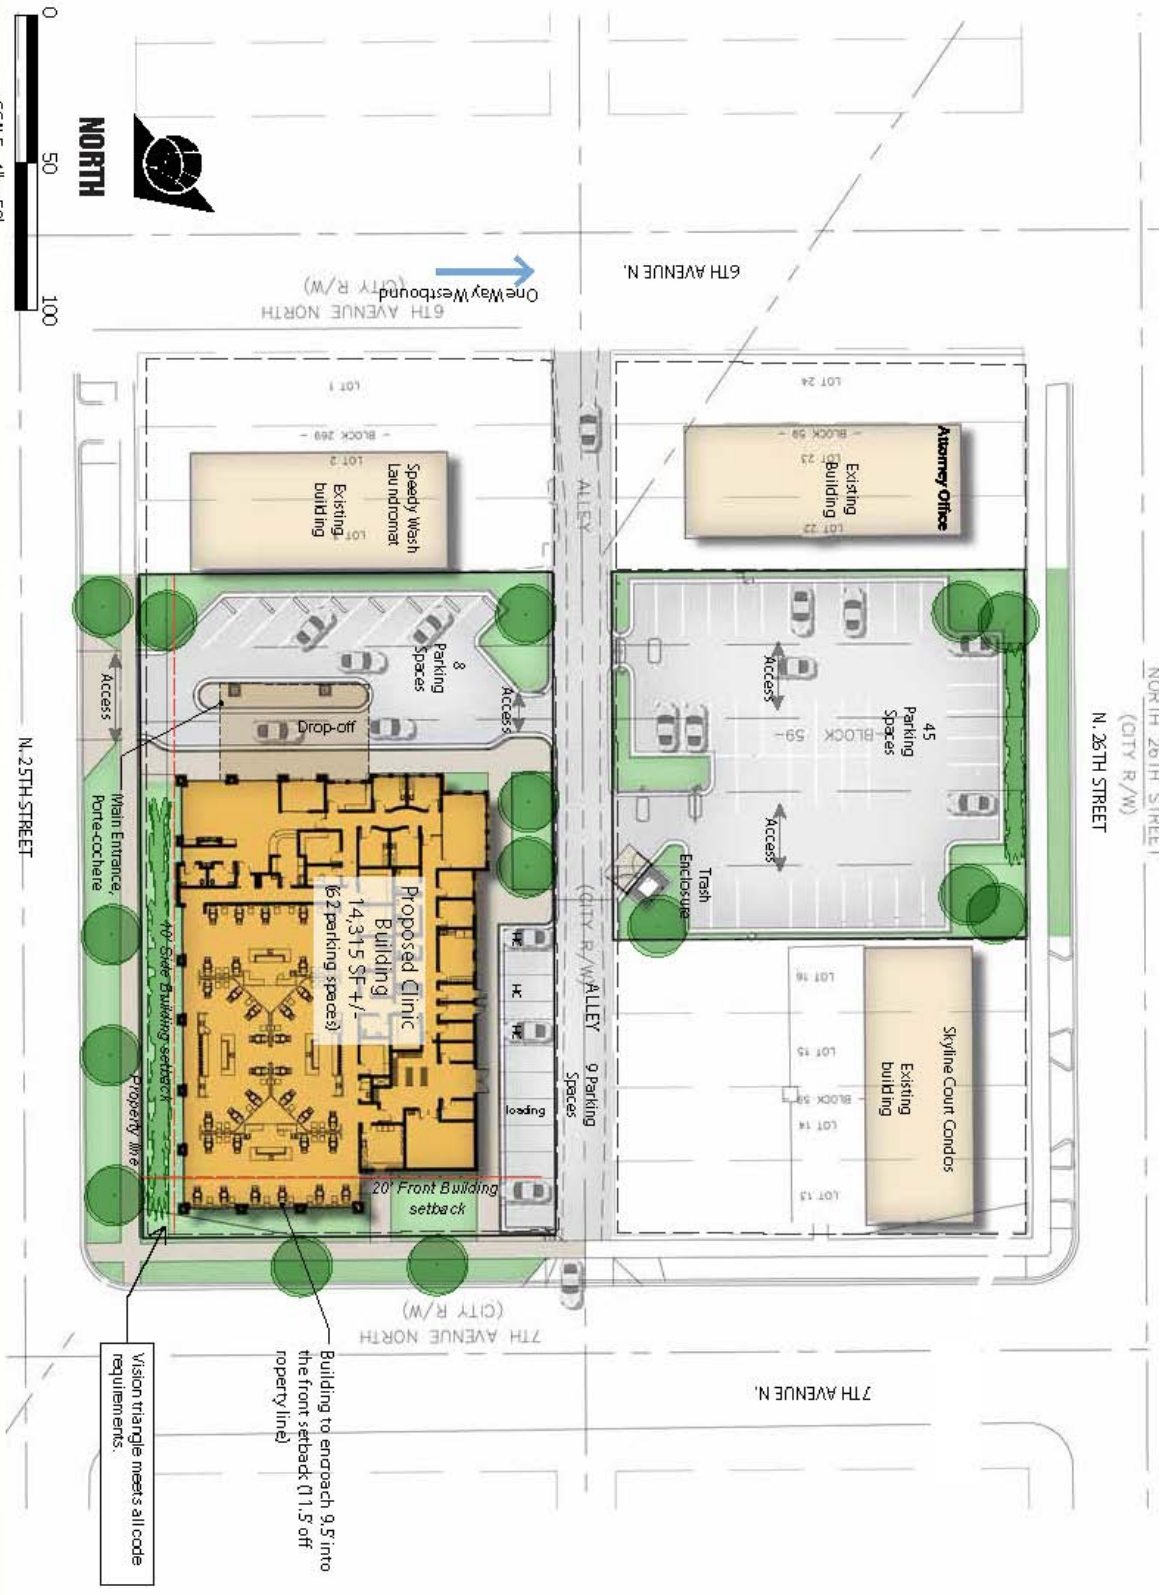 0
50
100
NORTH
6TH AVENUE N.
One Way Westbound
6TH AVENUE NORTH
(CITY R/W)
NORTH 26TH STREET
(CITY R/W)
N. 26TH STREET
N. 25TH STREET
LOT 1
- BLOCK 269 -
LOT 2
Speedy Wash
Laundromat
Existing
building
ALLEY
LOT 24
- BLOCK 59 -
LOT 23
LOT 22
Attorney Office
Existing
Building
8
Parking
Spaces
Access
Access
Drop-off
Main Entrance,
Porte-cochere
45
Parking
Spaces
-BLOCK 59-
Access
Access
Trash
Enclosure
Proposed Clinic
Building
14,315 SF +/-
(62 parking spaces)
HC
HC
HC
loading
ALLEY
(CITY R/W)
9 Parking
Spaces
LOT 16
LOT 15
- BLOCK 59 -
LOT 14
LOT 13
Skyline Court Condos
Existing
building
10' Side Building setback
Property line
20' Front Building
setback
7TH AVENUE NORTH
(CITY R/W)
7TH AVENUE N.
Building to encroach 9.5' into
the front setback (11.5' off
roperty line)
Vision triangle meets all code
requirements.